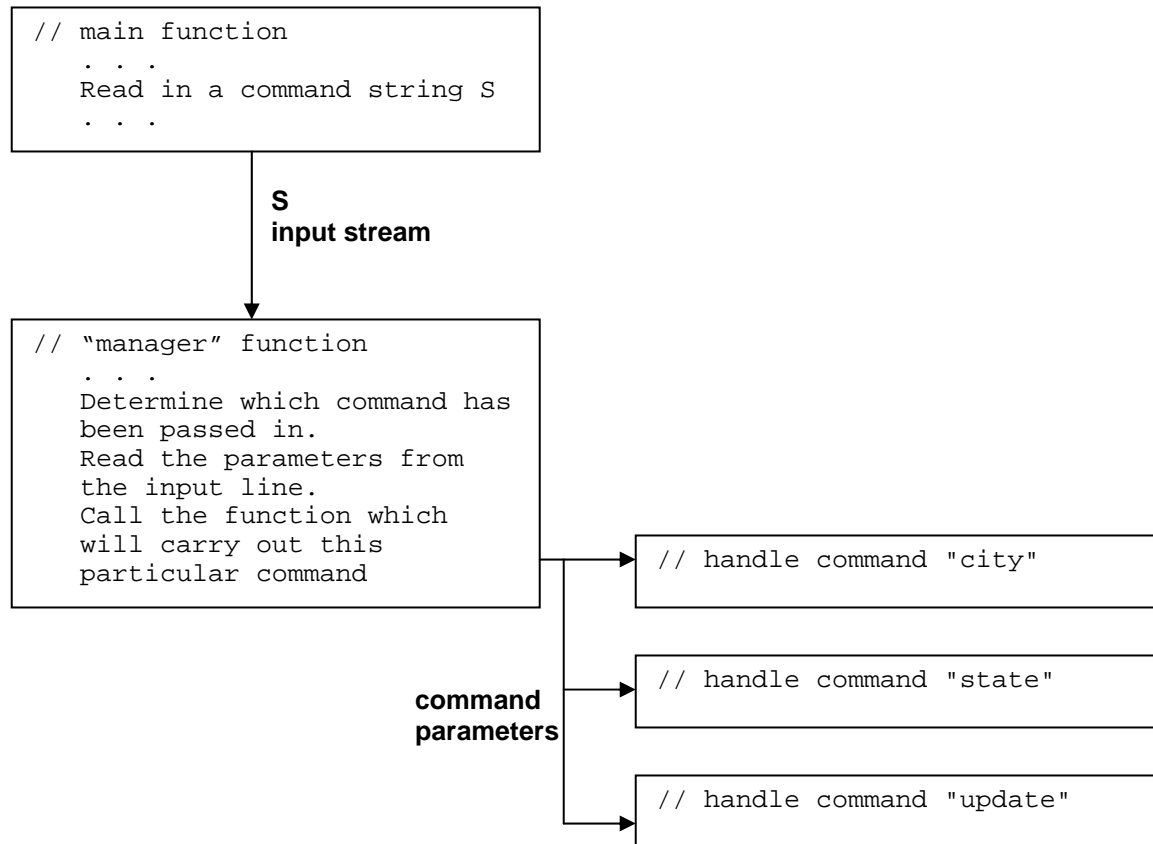 // main function
. . .
Read in a command string S
. . .
S
input stream
// “manager” function
. . .
Determine which command has
been passed in.
Read the parameters from
the input line.
Call the function which
will carry out this
particular command
// handle command "city"
// handle command "state"
command
parameters
// handle command "update"